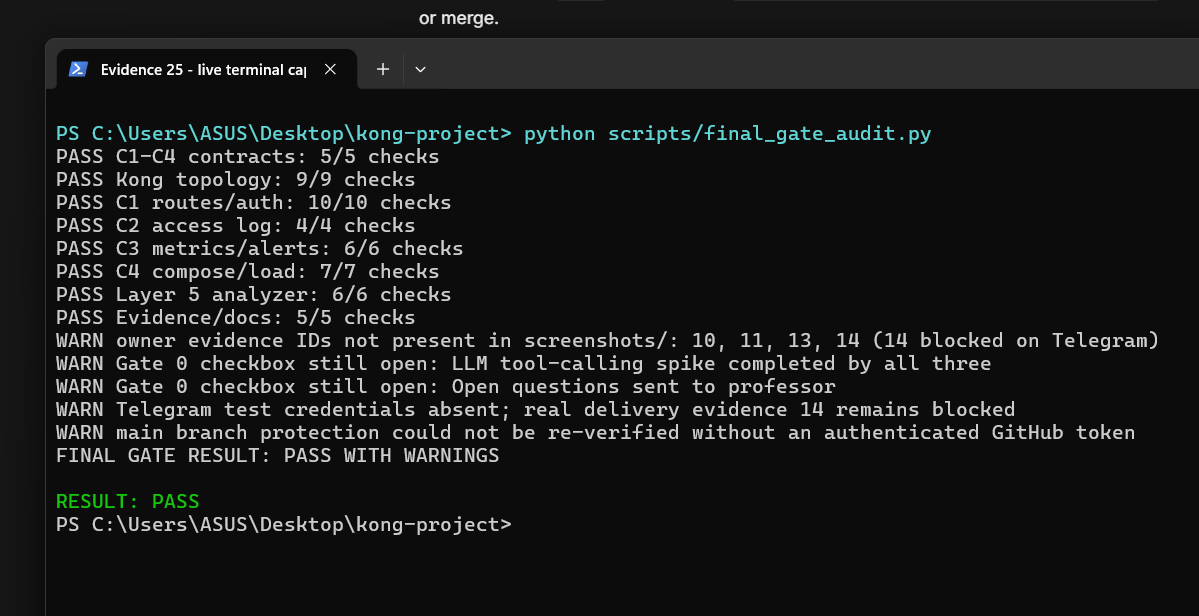 or merge.
Evidence 25 - live terminal cap
PS C:\Users\ASUS\Desktop\kong-project> python scripts/final_gate_audit.py
PASS C1-C4 contracts: 5/5 checks
PASS Kong topology: 9/9 checks
PASS C1 routes/auth: 10/10 checks
PASS C2 access log: 4/4 checks
PASS C3 metrics/alerts: 6/6 checks
PASS C4 compose/load: 7/7 checks
PASS Layer 5 analyzer: 6/6 checks
PASS Evidence/docs: 5/5 checks
WARN owner evidence IDs not present in screenshots/: 10, 11, 13, 14 (14 blocked on Telegram)
WARN Gate 0 checkbox still open: LLM tool-calling spike completed by all three
WARN Gate 0 checkbox still open: Open questions sent to professor
WARN Telegram test credentials absent; real delivery evidence 14 remains blocked
WARN main branch protection could not be re-verified without an authenticated GitHub token
FINAL GATE RESULT: PASS WITH WARNINGS
RESULT: PASS
PS C:\Users\ASUS\Desktop\kong-project>